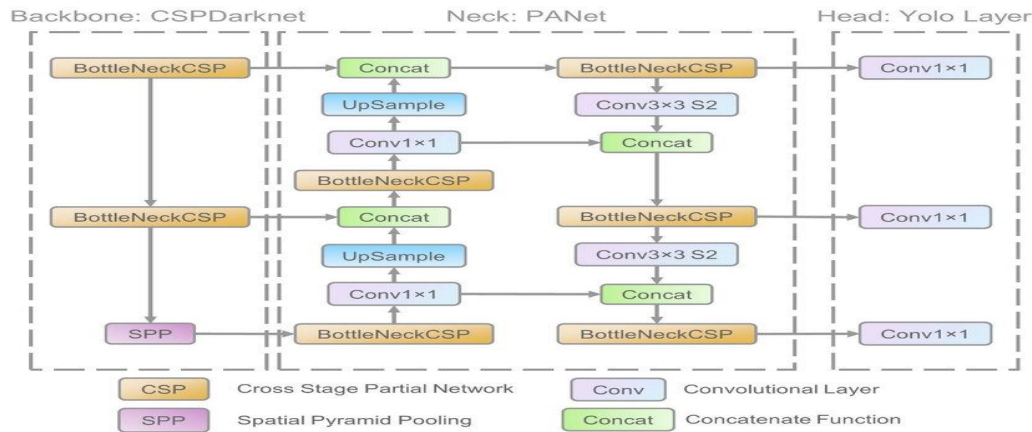 Backbone: CSPDarknet Neck: PANet Head: Yolo Layer
BottleNeckCSP Concat BottleNeckCSP Conv1×1
UpSample Conv3×3 S2
Conv1×1 Concat
BottleNeckCSP
BottleNeckCSP Concat BottleNeckCSP Conv1×1
UpSample Conv3×3 S2
Conv1×1 Concat
SPP BottleNeckCSP BottleNeckCSP Conv1×1
CSP Cross Stage Partial Network Conv Convolutional Layer
SPP Spatial Pyramid Pooling Concat Concatenate Function